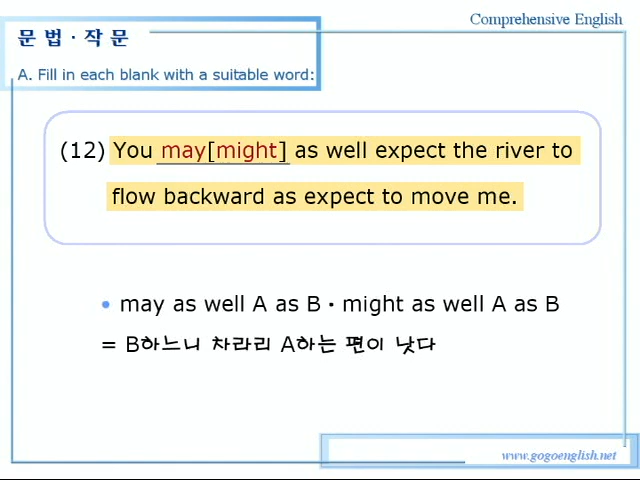 Comprehensive English
문 법 · 작 문
A. Fill in each blank with a suitable word:
(12) You may[might] as well expect the river to
flow backward as expect to move me.
• may as well A as B · might as well A as B
= B하느니 차라리 A하는 편이 낫다
www.gogoenglish.net